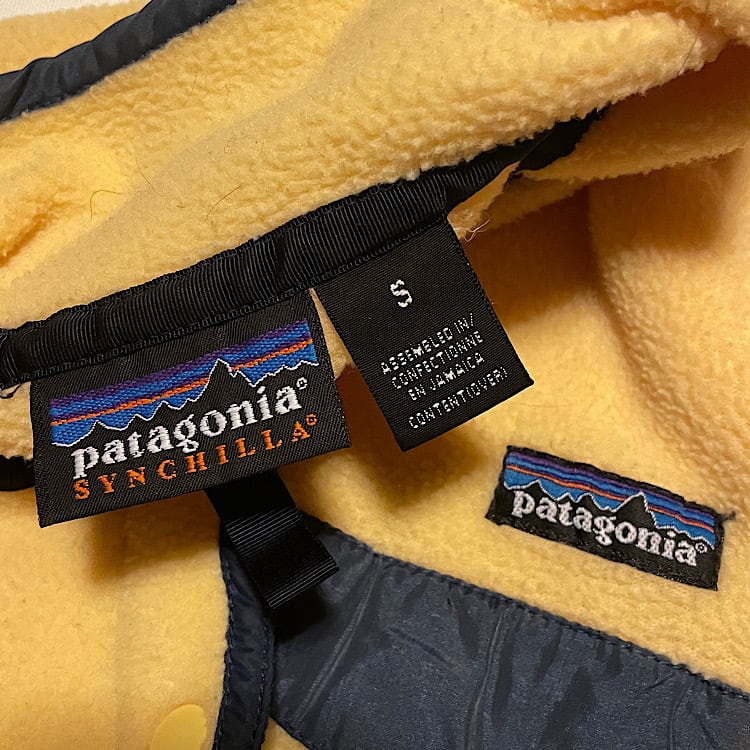 patagonia®
SYNCHILLA®
S
ASSEMBLED IN/
CONFECTIONNE
EN JAMAICA
CONTENT(OVER)
patagonia®